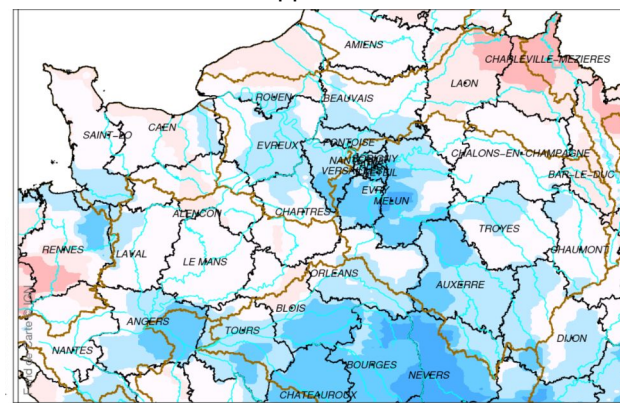 AMIENS
CHARLEVILLE-MEZIERES
LAON
ROUEN
BEAUVAIS
SAINT-LO
CAEN
EVREUX
PONTOISE
CHALONS-EN-CHAMPAGNE
BAR-LE-DUC
EVRY
MELUN
ALENCON
CHARTRES
TROYES
CHAUMONT
RENNES
LAVAL
LE MANS
ORLEANS
AUXERRE
BLOIS
ANGERS
TOURS
DIJON
NANTES
BOURGES
NEVERS
CHATEAUROUX